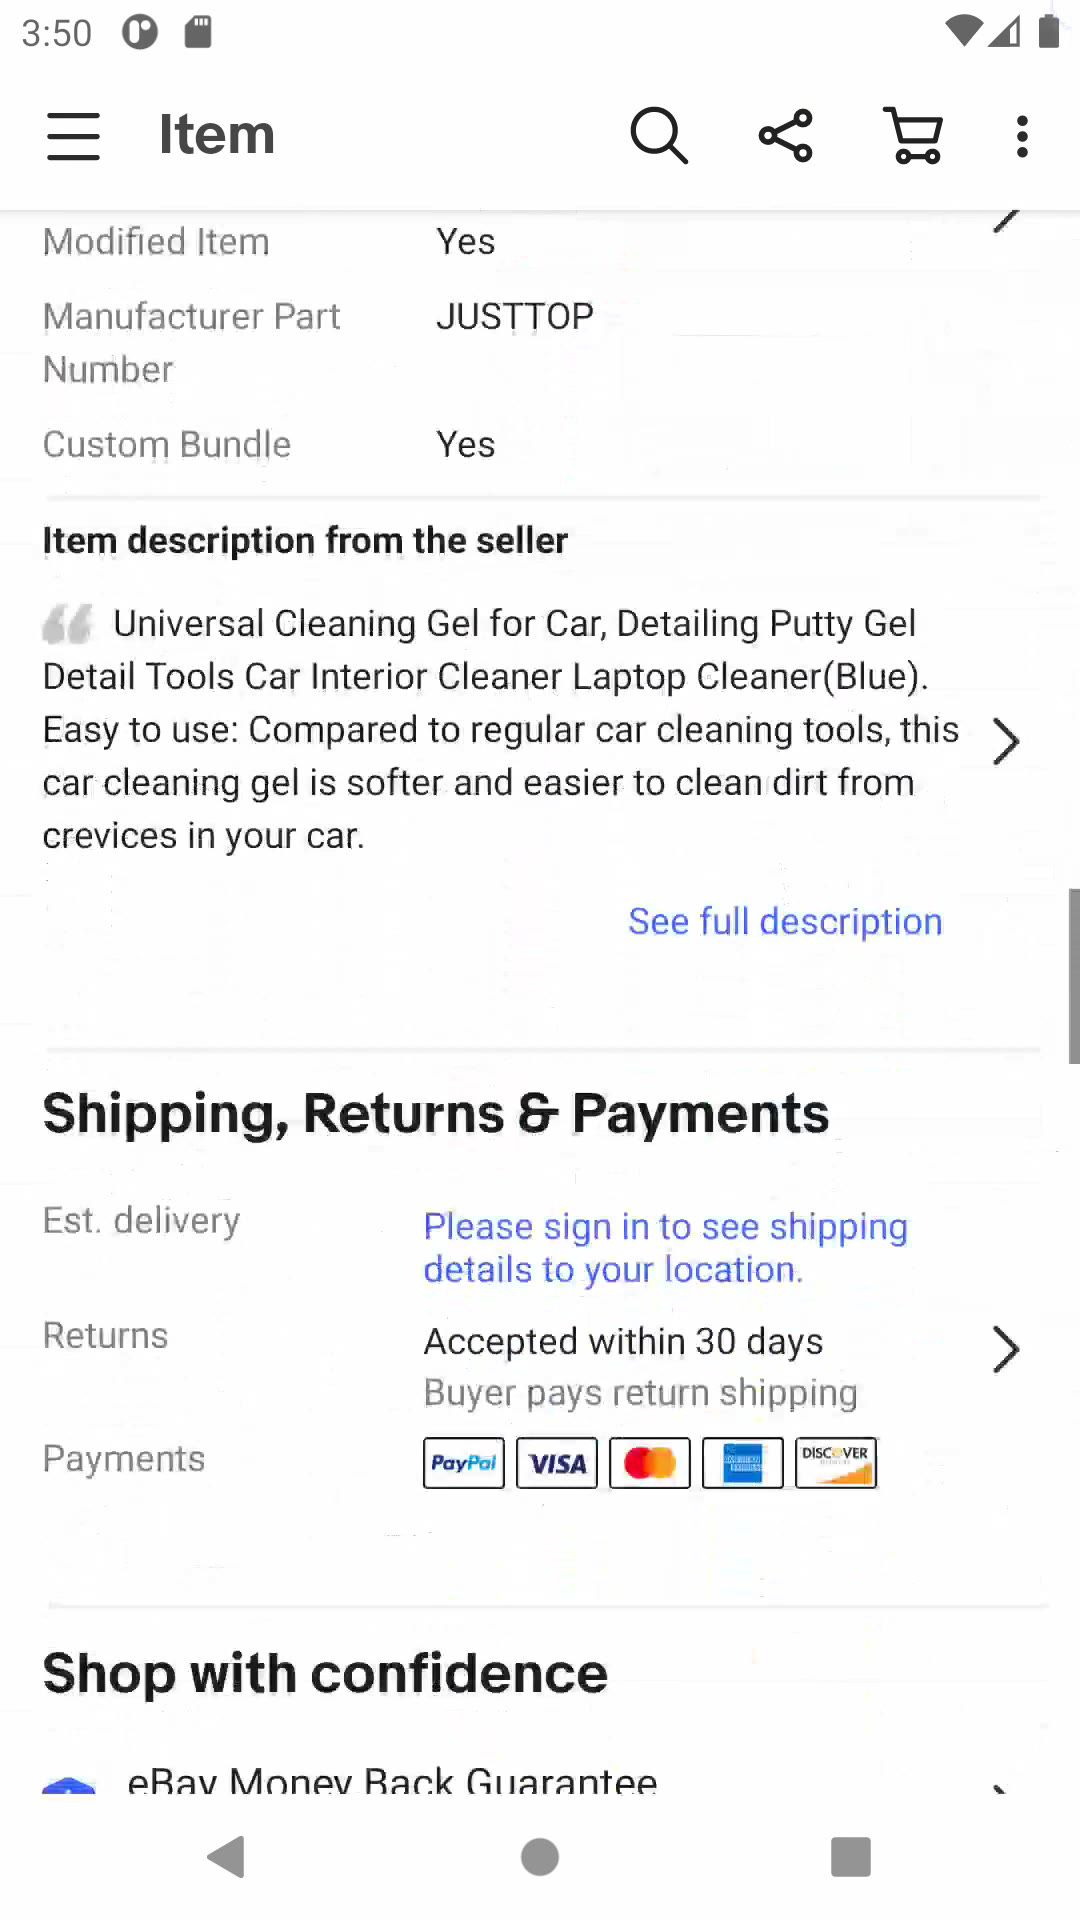 3:50
Item
Modified Item Yes
Manufacturer Part Number JUSTTOP
Custom Bundle Yes
Item description from the seller
Universal Cleaning Gel for Car, Detailing Putty Gel
Detail Tools Car Interior Cleaner Laptop Cleaner(Blue).
Easy to use: Compared to regular car cleaning tools, this
car cleaning gel is softer and easier to clean dirt from
crevices in your car.
See full description
Shipping, Returns & Payments
Est. delivery Please sign in to see shipping
details to your location.
Returns Accepted within 30 days
Buyer pays return shipping
Payments PayPal VISA DISCOVER
Shop with confidence
eBay Money Back Guarantee